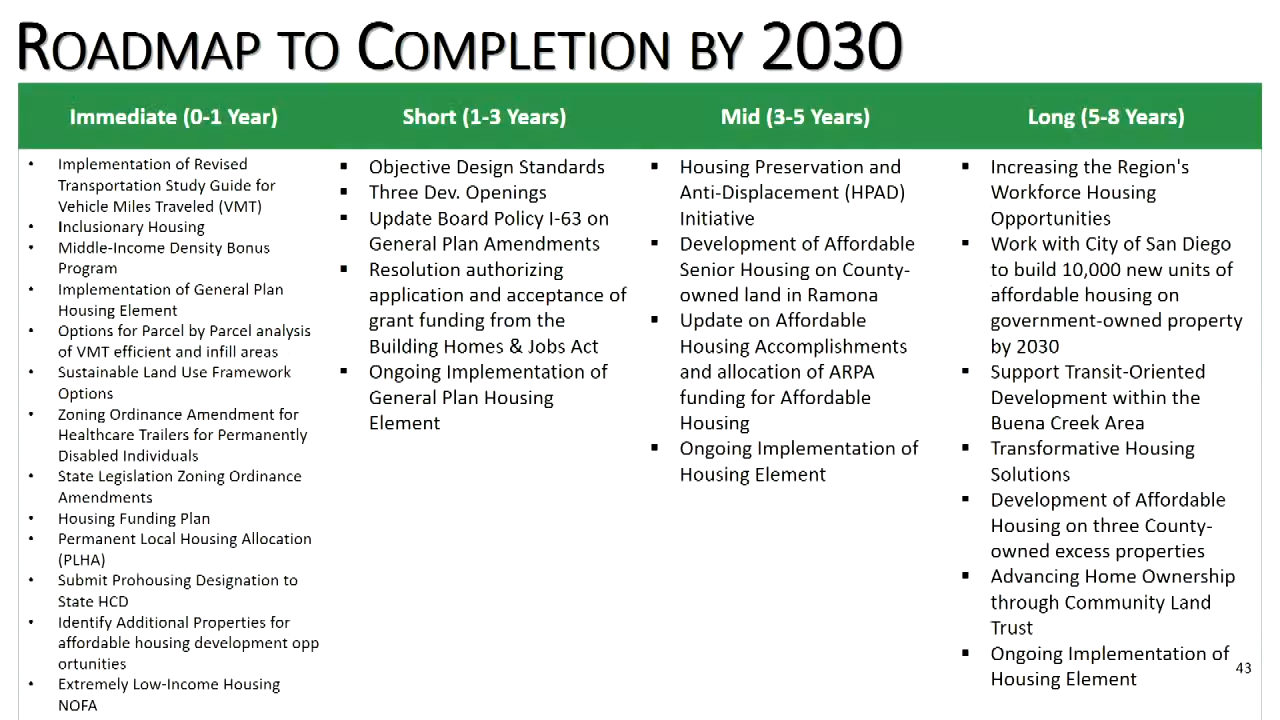 ROADMAP TO COMPLETION BY 2030
Immediate (0-1 Year)
• Implementation of Revised
Transportation Study Guide for
Vehicle Miles Traveled (VMT)
• Inclusionary Housing
• Middle-Income Density Bonus
Program
• Implementation of General Plan
Housing Element
• Options for Parcel by Parcel analysis
of VMT efficient and infill areas
• Sustainable Land Use Framework
Options
• Zoning Ordinance Amendment for
Healthcare Trailers for Permanently
Disabled Individuals
• State Legislation Zoning Ordinance
Amendments
• Housing Funding Plan
• Permanent Local Housing Allocation
(PLHA)
• Submit Prohousing Designation to
State HCD
• Identify Additional Properties for
affordable housing development opp
ortunities
• Extremely Low-Income Housing
NOFA
Short (1-3 Years)
▪ Objective Design Standards
▪ Three Dev. Openings
▪ Update Board Policy I-63 on
General Plan Amendments
▪ Resolution authorizing
application and acceptance of
grant funding from the
Building Homes & Jobs Act
▪ Ongoing Implementation of
General Plan Housing
Element
Mid (3-5 Years)
▪ Housing Preservation and
Anti-Displacement (HPAD)
Initiative
▪ Development of Affordable
Senior Housing on County-
owned land in Ramona
▪ Update on Affordable
Housing Accomplishments
and allocation of ARPA
funding for Affordable
Housing
▪ Ongoing Implementation of
Housing Element
Long (5-8 Years)
▪ Increasing the Region's
Workforce Housing
Opportunities
▪ Work with City of San Diego
to build 10,000 new units of
affordable housing on
government-owned property
by 2030
▪ Support Transit-Oriented
Development within the
Buena Creek Area
▪ Transformative Housing
Solutions
▪ Development of Affordable
Housing on three County-
owned excess properties
▪ Advancing Home Ownership
through Community Land
Trust
▪ Ongoing Implementation of
Housing Element
43